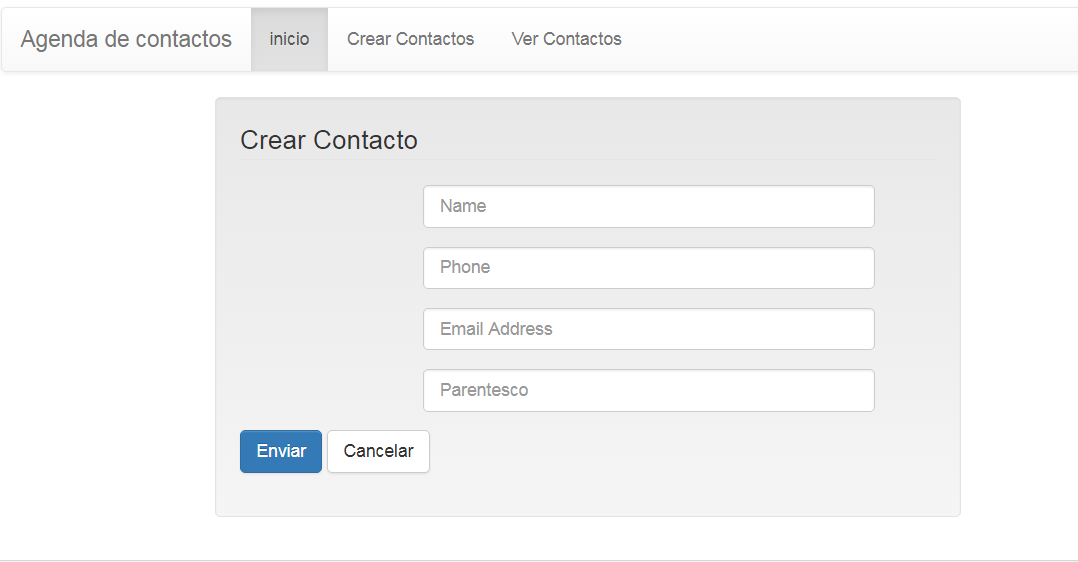 Agenda de contactos inicio Crear Contactos Ver Contactos
Crear Contacto
Name
Phone
Email Address
Parentesco
Enviar Cancelar